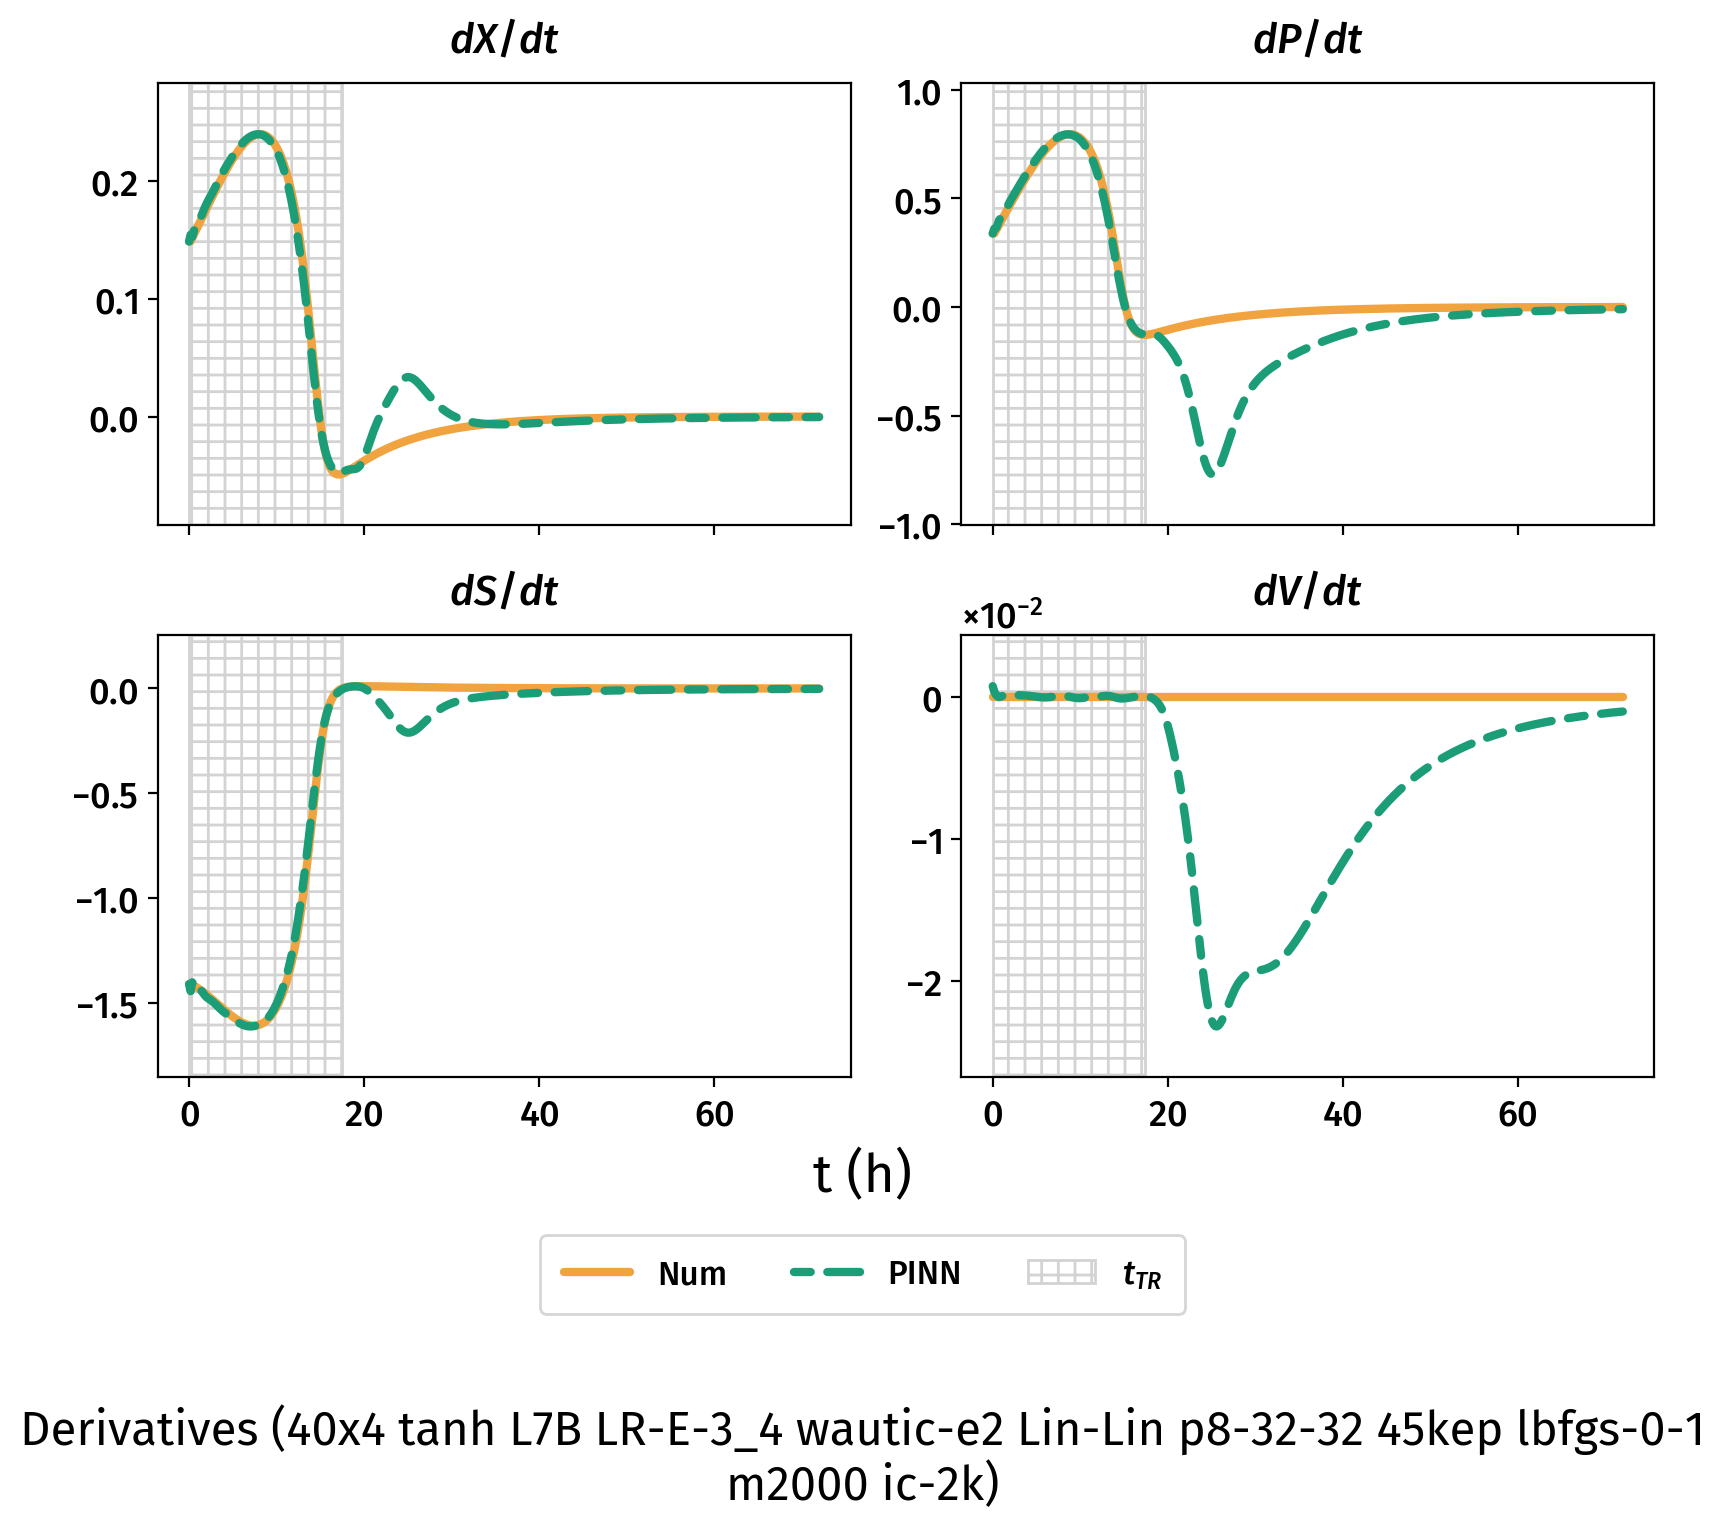 dX/dt
dP/dt
0.2
0.1
0.0
1.0
0.5
0.0
−0.5
−1.0
dS/dt
dV/dt
×10⁻²
0.0
−0.5
−1.0
−1.5
0
−1
−2
0 20 40 60
0 20 40 60
t (h)
Num PINN t_TR
Derivatives (40x4 tanh L7B LR-E-3_4 wautic-e2 Lin-Lin p8-32-32 45kep lbfgs-0-1
m2000 ic-2k)